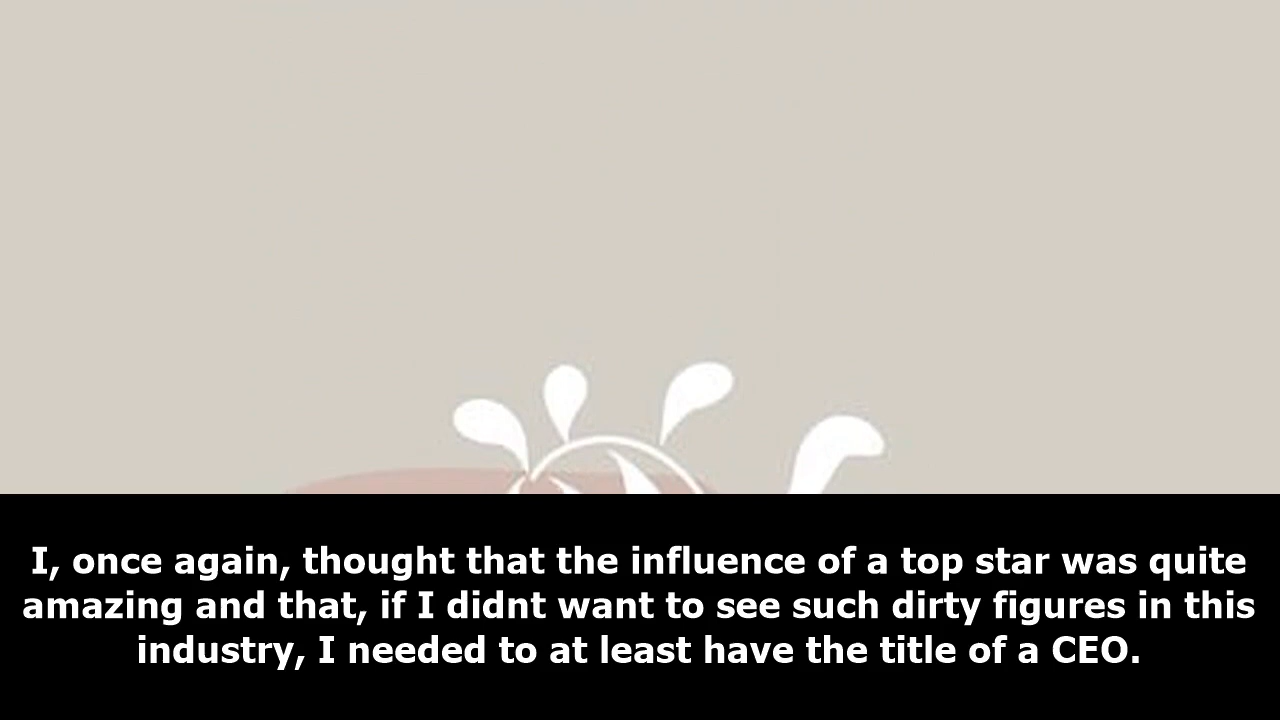 I, once again, thought that the influence of a top star was quite
amazing and that, if I didnt want to see such dirty figures in this
industry, I needed to at least have the title of a CEO.